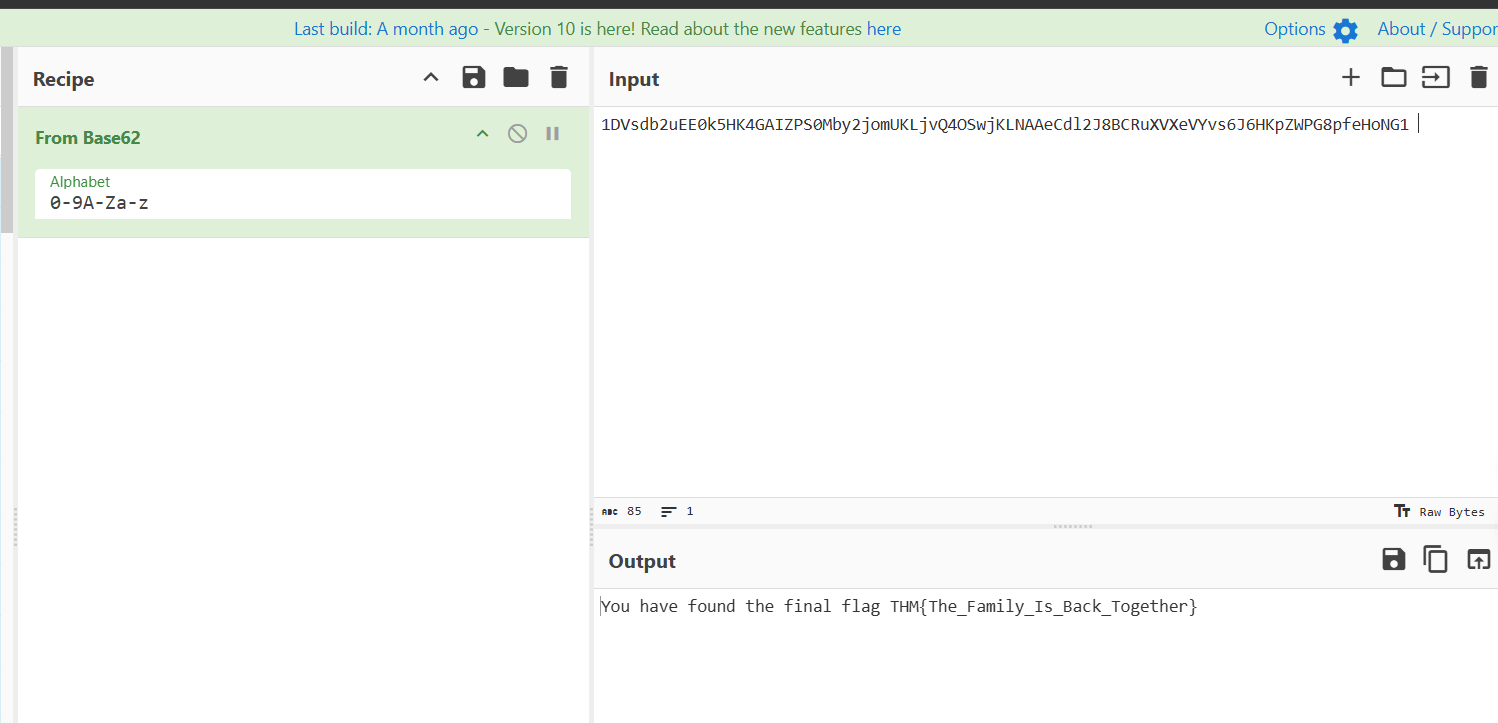 Last build: A month ago - Version 10 is here! Read about the new features here
Options
About / Suppor
Recipe
From Base62
Alphabet
0-9A-Za-z
Input
1DVsdb2uEE0k5HK4GAIZPS0Mby2jomUKLjvQ4OSwjKLNAAeCdl2J8BCRuXVXeVYvs6J6HKpZWPG8pfeHoNG1
ABC 85
1
Tт Raw Bytes
Output
You have found the final flag THM{The_Family_Is_Back_Together}